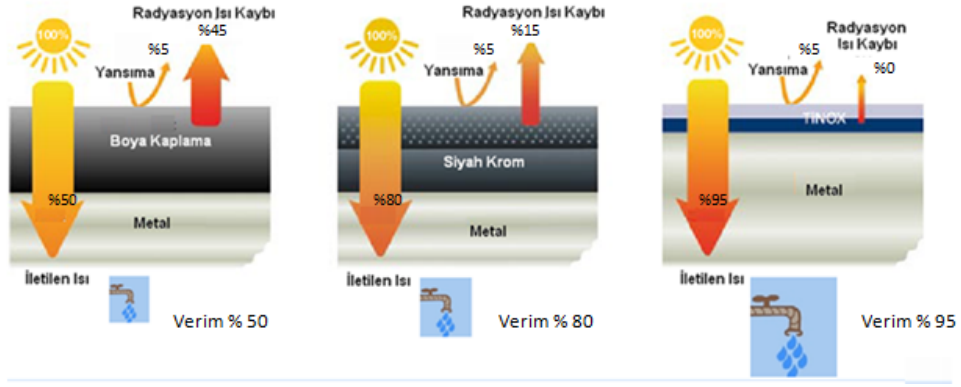 Radyasyon Isı Kaybı
%45
100%
%5
Yansıma
Boya Kaplama
%50
Metal
İletilen Isı
Verim % 50
Radyasyon Isı Kaybı
%15
100%
%5
Yansıma
Siyah Krom
%80
Metal
İletilen Isı
Verim % 80
Radyasyon
Isı Kaybı
%0
100%
%5
Yansıma
TİNOX
%95
Metal
İletilen Isı
Verim % 95